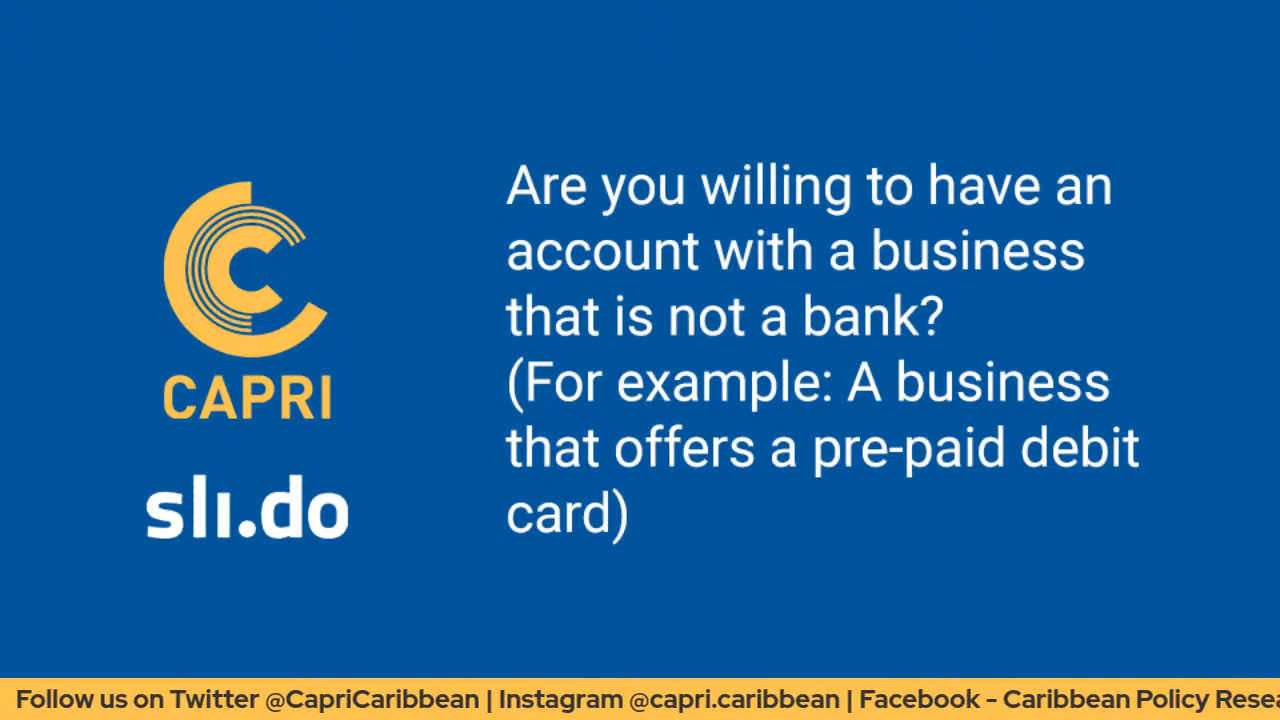 Are you willing to have an
account with a business
that is not a bank?
(For example: A business
that offers a pre-paid debit
card)
CAPRI
sli.do
Follow us on Twitter @CapriCaribbean | Instagram @capri.caribbean | Facebook - Caribbean Policy